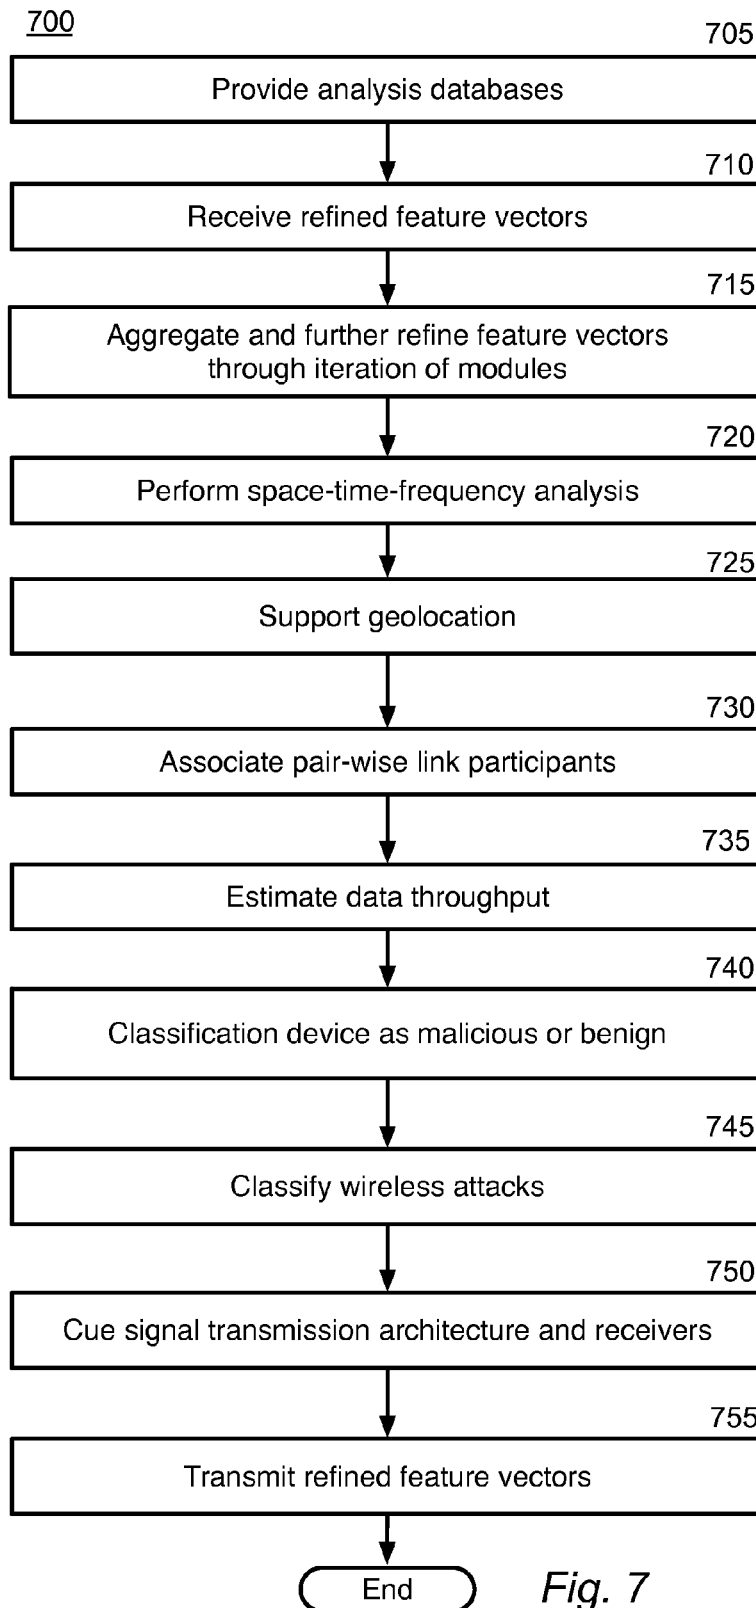 700
705
Provide analysis databases
710
Receive refined feature vectors
715
Aggregate and further refine feature vectors
through iteration of modules
720
Perform space-time-frequency analysis
725
Support geolocation
730
Associate pair-wise link participants
735
Estimate data throughput
740
Classification device as malicious or benign
745
Classify wireless attacks
750
Cue signal transmission architecture and receivers
755
Transmit refined feature vectors
End
Fig. 7